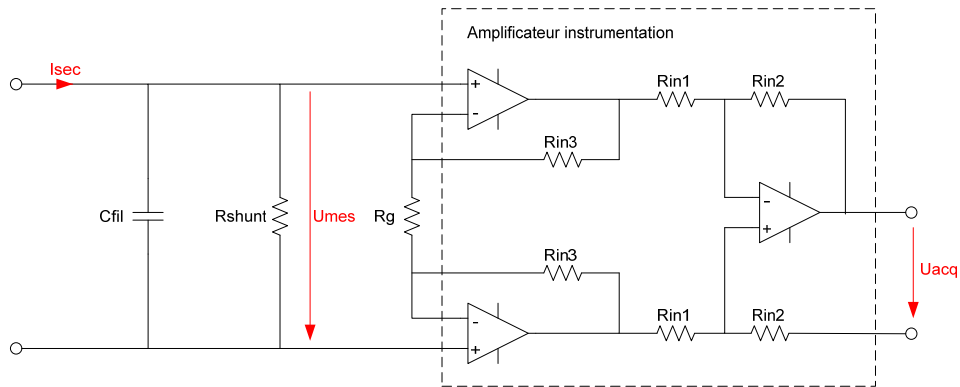 Amplificateur instrumentation
Isec
+
-
Rin1
Rin2
Rin3
Cfil
Rshunt
Umes
Rg
-
+
Rin3
Uacq
-
+
Rin1
Rin2